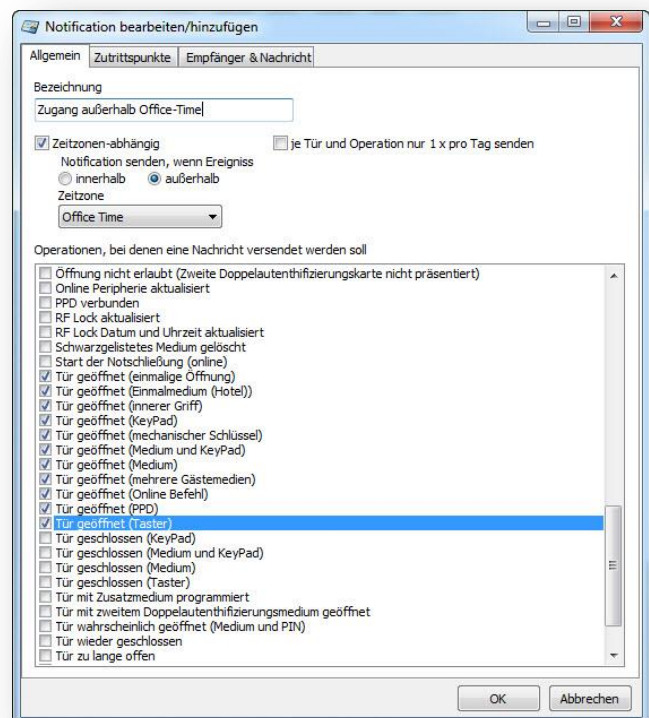 Notification bearbeiten/hinzufügen
Allgemein Zutrittspunkte Empfänger & Nachricht
Bezeichnung
Zugang außerhalb Office-Time
Zeitzonen-abhängig je Tür und Operation nur 1 x pro Tag senden
Notification senden, wenn Ereigniss
innerhalb außerhalb
Zeitzone
Office Time
Operationen, bei denen eine Nachricht versendet werden soll
Öffnung nicht erlaubt (Zweite Doppelautenthifizierungskarte nicht präsentiert)
Online Peripherie aktualisiert
PPD verbunden
RF Lock aktualisiert
RF Lock Datum und Uhrzeit aktualisiert
Schwarzgelistetes Medium gelöscht
Start der Notschließung (online)
Tür geöffnet (einmalige Öffnung)
Tür geöffnet (Einmalmedium (Hotel))
Tür geöffnet (innerer Griff)
Tür geöffnet (KeyPad)
Tür geöffnet (mechanischer Schlüssel)
Tür geöffnet (Medium und KeyPad)
Tür geöffnet (Medium)
Tür geöffnet (mehrere Gästemedien)
Tür geöffnet (Online Befehl)
Tür geöffnet (PPD)
Tür geöffnet (Taster)
Tür geschlossen (KeyPad)
Tür geschlossen (Medium und KeyPad)
Tür geschlossen (Medium)
Tür geschlossen (Taster)
Tür mit Zusatzmedium programmiert
Tür mit zweitem Doppelautenthifizierungsmedium geöffnet
Tür wahrscheinlich geöffnet (Medium und PIN)
Tür wieder geschlossen
Tür zu lange offen
OK Abbrechen